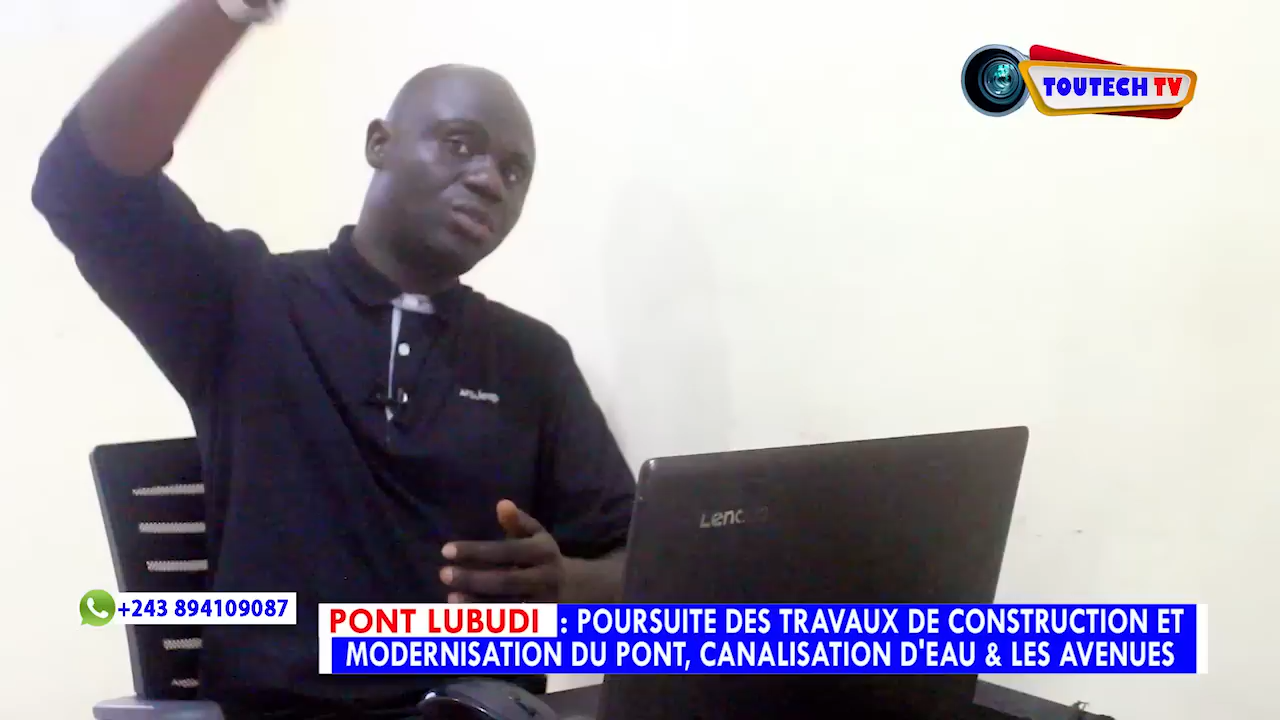 TOUTECH TV
Lenovo
+243 894109087
PONT LUBUDI : POURSUITE DES TRAVAUX DE CONSTRUCTION ET
MODERNISATION DU PONT, CANALISATION D'EAU & LES AVENUES